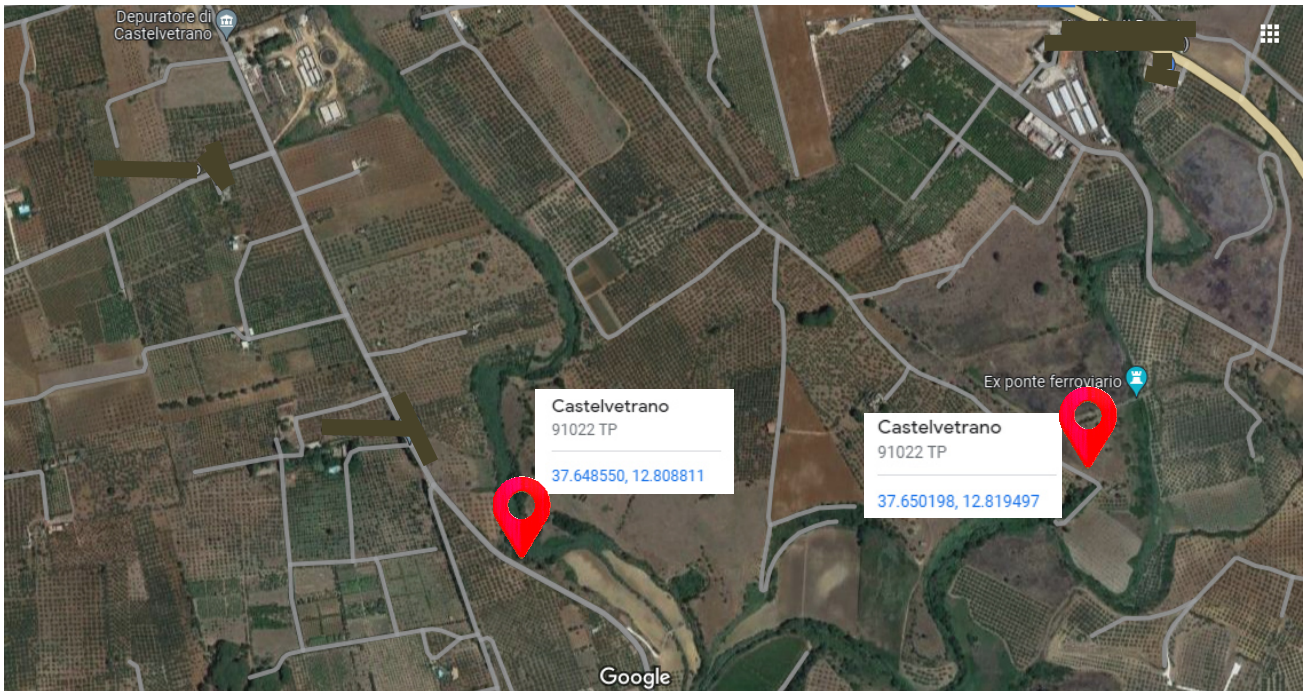 Depuratore di
Castelvetrano
Ex ponte ferroviario
Castelvetrano
91022 TP
37.648550, 12.808811
Castelvetrano
91022 TP
37.650198, 12.819497
Google